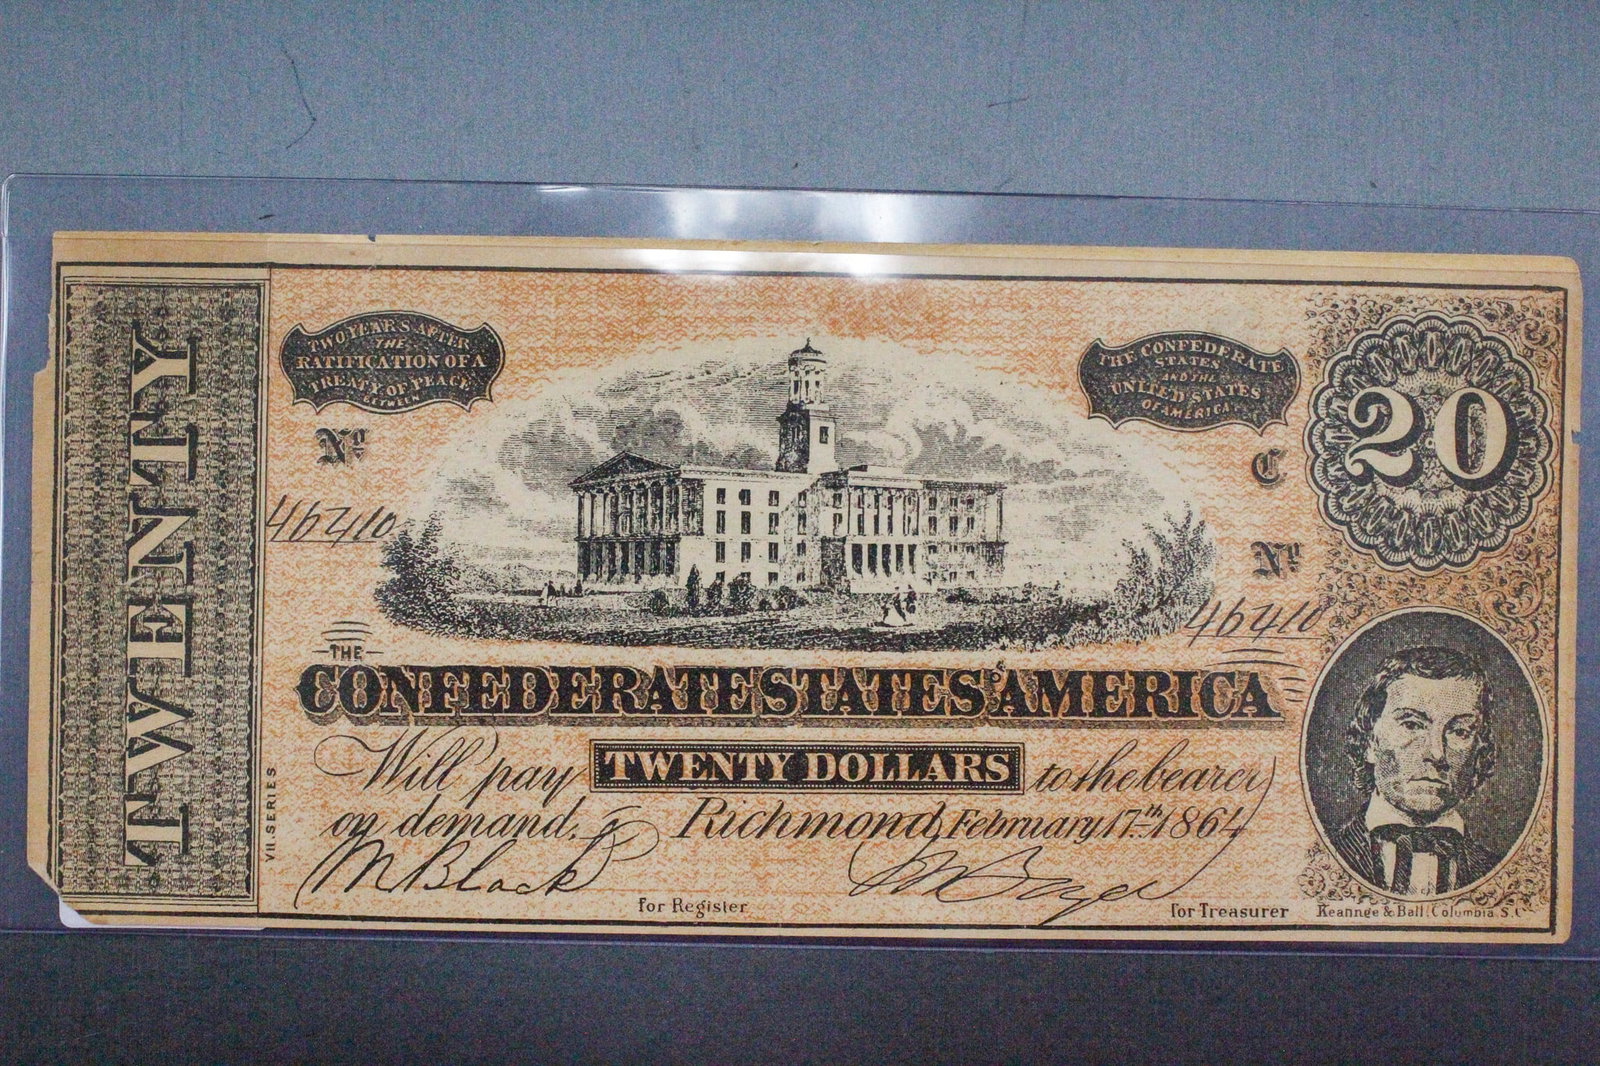 TWENTY
TWO YEARS AFTER
THE
RATIFICATION OF A
TREATY OF PEACE
BETWEEN
THE CONFEDERATE
STATES
AND THE
UNITED STATES
OF AMERICA
20
No
C
46410
No
46410
THE
CONFEDERATE STATES OF AMERICA
Will pay TWENTY DOLLARS to the bearer
on demand. Richmond, February 17th 1864
VII. SERIES
M Black
for Register
for Treasurer
Keannge & Ball, Columbia, S.C